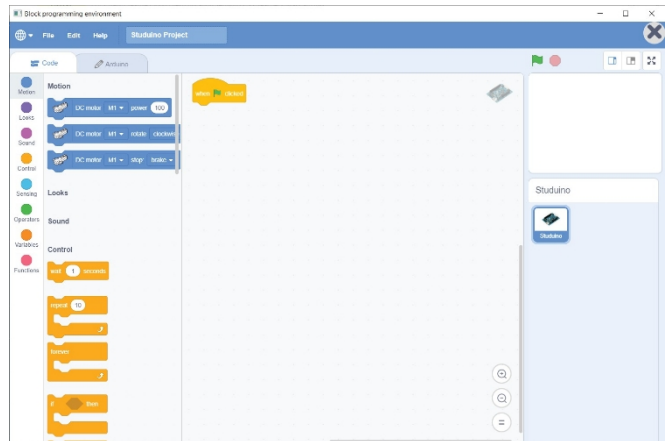 Block programming environment
File Edit Help Studuino Project
Code Arduino
Motion
Looks
Sound
Control
Sensing
Operators
Variables
Functions
Motion
DC motor M1 power 100
DC motor M1 rotate clockwise
DC motor M1 stop brake
Looks
Sound
Control
wait 1 seconds
repeat 10
forever
if then
when clicked
Studuino
Studuino